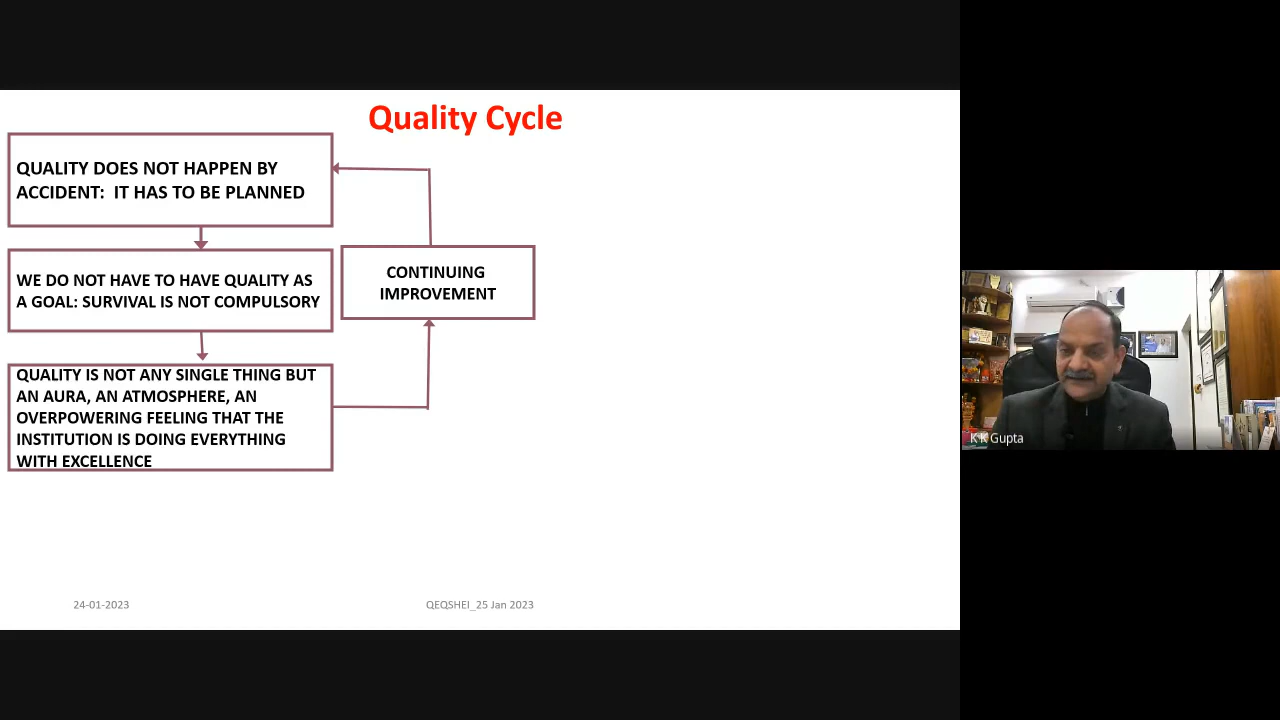 Quality Cycle
QUALITY DOES NOT HAPPEN BY
ACCIDENT:  IT HAS TO BE PLANNED
WE DO NOT HAVE TO HAVE QUALITY AS
A GOAL: SURVIVAL IS NOT COMPULSORY
QUALITY IS NOT ANY SINGLE THING BUT
AN AURA, AN ATMOSPHERE, AN
OVERPOWERING FEELING THAT THE
INSTITUTION IS DOING EVERYTHING
WITH EXCELLENCE
CONTINUING
IMPROVEMENT
24-01-2023
QEQSHEI_25 Jan 2023
K K Gupta